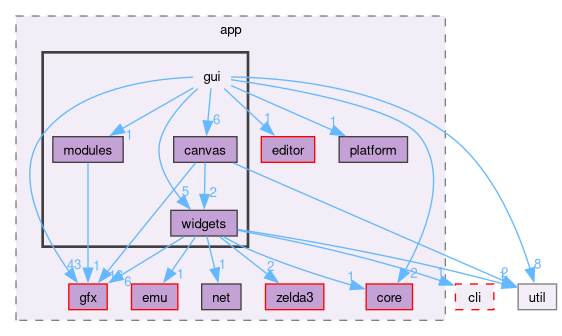 app
gui
6
1
1
1
modules
canvas
editor
platform
5
2
widgets
43
1
6
1
1
2
1
2
8
gfx
emu
net
zelda3
core
cli
util